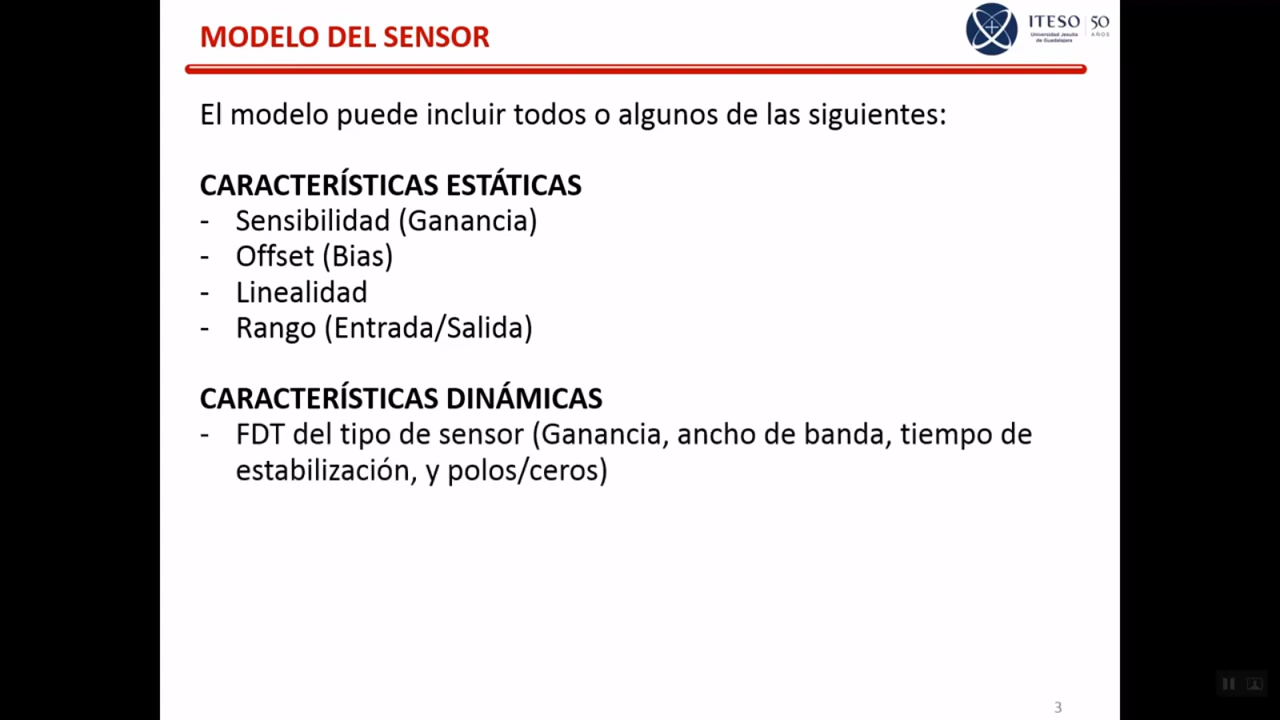 MODELO DEL SENSOR
ITESO | 50
Universidad Jesuita
de Guadalajara
AÑOS
El modelo puede incluir todos o algunos de las siguientes:
CARACTERÍSTICAS ESTÁTICAS
- Sensibilidad (Ganancia)
- Offset (Bias)
- Linealidad
- Rango (Entrada/Salida)
CARACTERÍSTICAS DINÁMICAS
- FDT del tipo de sensor (Ganancia, ancho de banda, tiempo de
estabilización, y polos/ceros)
3